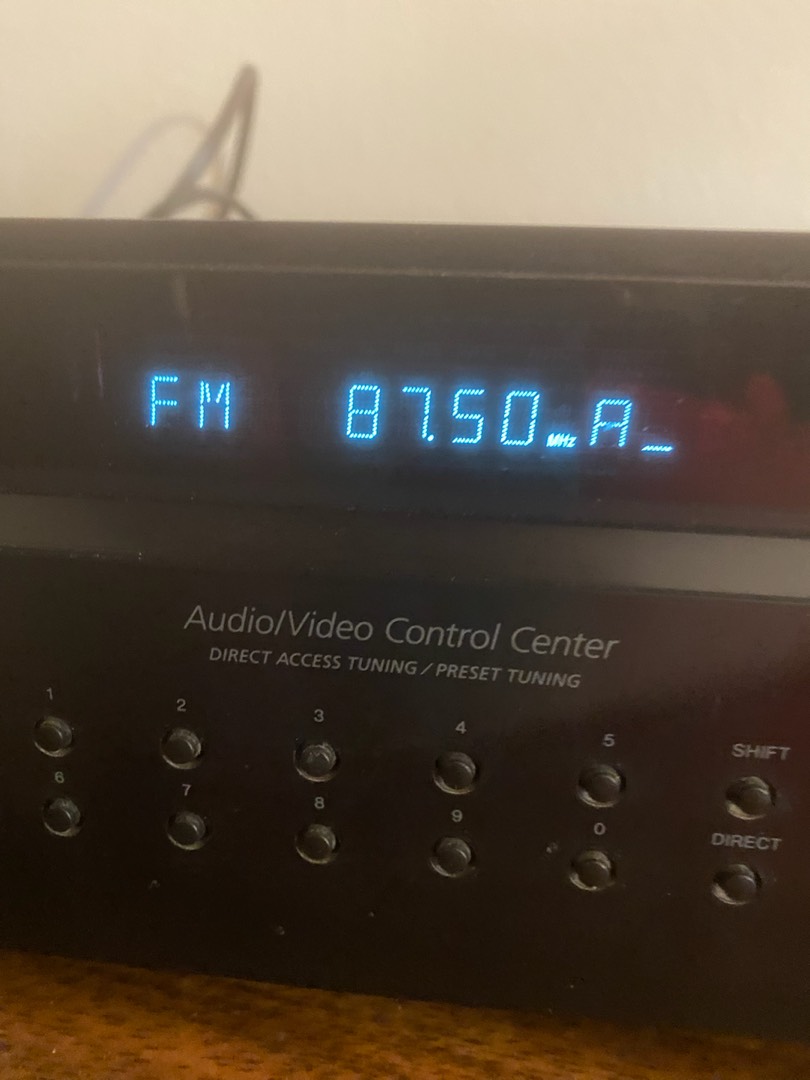 FM 87.50 MHz A_
Audio/Video Control Center
DIRECT ACCESS TUNING / PRESET TUNING
1 2 3 4 5 SHIFT
6 7 8 9 0 DIRECT